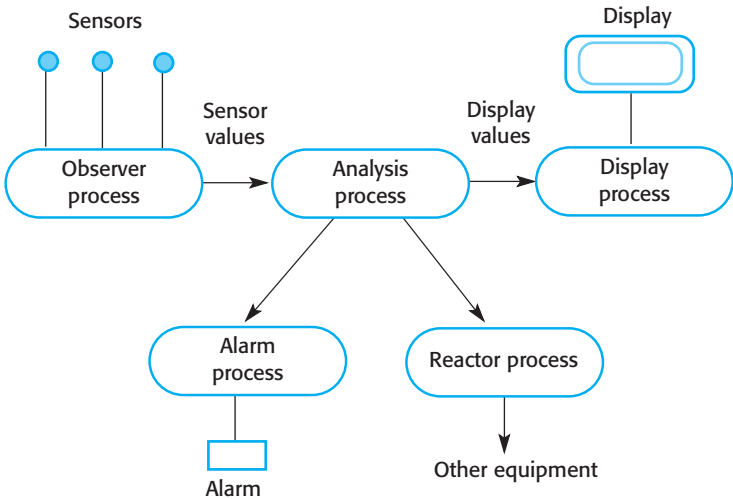 Sensors
Display
Sensor
values
Display
values
Observer
process
Analysis
process
Display
process
Alarm
process
Reactor process
Alarm
Other equipment